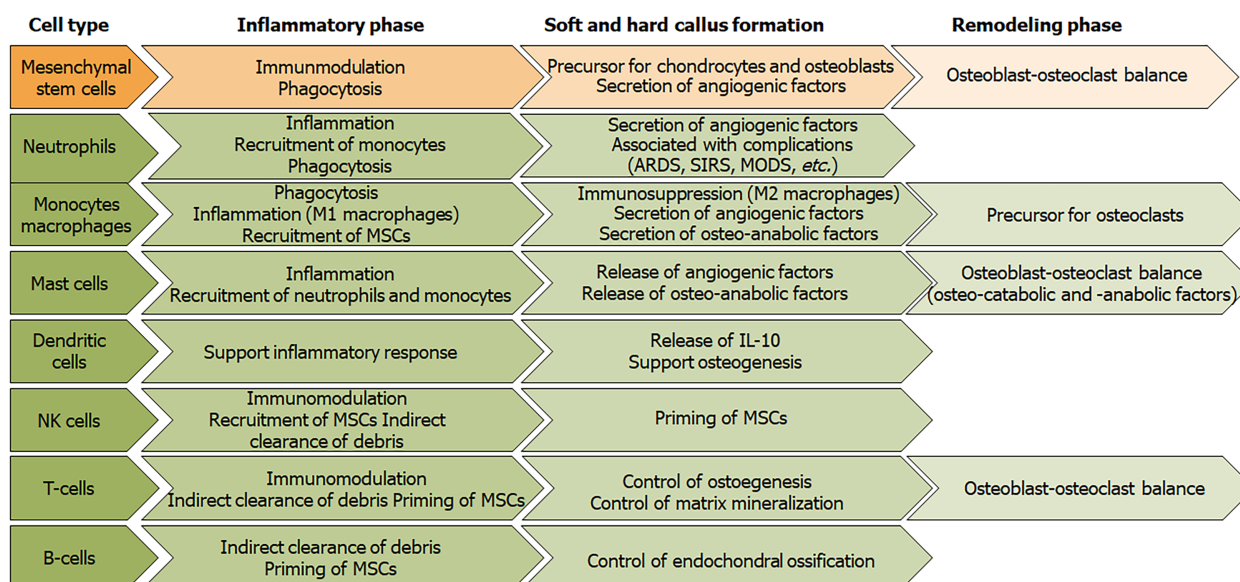 Cell type
Inflammatory phase
Soft and hard callus formation
Remodeling phase
Mesenchymal
stem cells
Immunmodulation
Phagocytosis
Precursor for chondrocytes and osteoblasts
Secretion of angiogenic factors
Osteoblast-osteoclast balance
Neutrophils
Inflammation
Recruitment of monocytes
Phagocytosis
Secretion of angiogenic factors
Associated with complications
(ARDS, SIRS, MODS, etc.)
Monocytes
macrophages
Phagocytosis
Inflammation (M1 macrophages)
Recruitment of MSCs
Immunosuppression (M2 macrophages)
Secretion of angiogenic factors
Secretion of osteo-anabolic factors
Precursor for osteoclasts
Mast cells
Inflammation
Recruitment of neutrophils and monocytes
Release of angiogenic factors
Release of osteo-anabolic factors
Osteoblast-osteoclast balance
(osteo-catabolic and -anabolic factors)
Dendritic
cells
Support inflammatory response
Release of IL-10
Support osteogenesis
NK cells
Immunomodulation
Recruitment of MSCs Indirect
clearance of debris
Priming of MSCs
T-cells
Immunomodulation
Indirect clearance of debris Priming of MSCs
Control of ostoegenesis
Control of matrix mineralization
Osteoblast-osteoclast balance
B-cells
Indirect clearance of debris
Priming of MSCs
Control of endochondral ossification